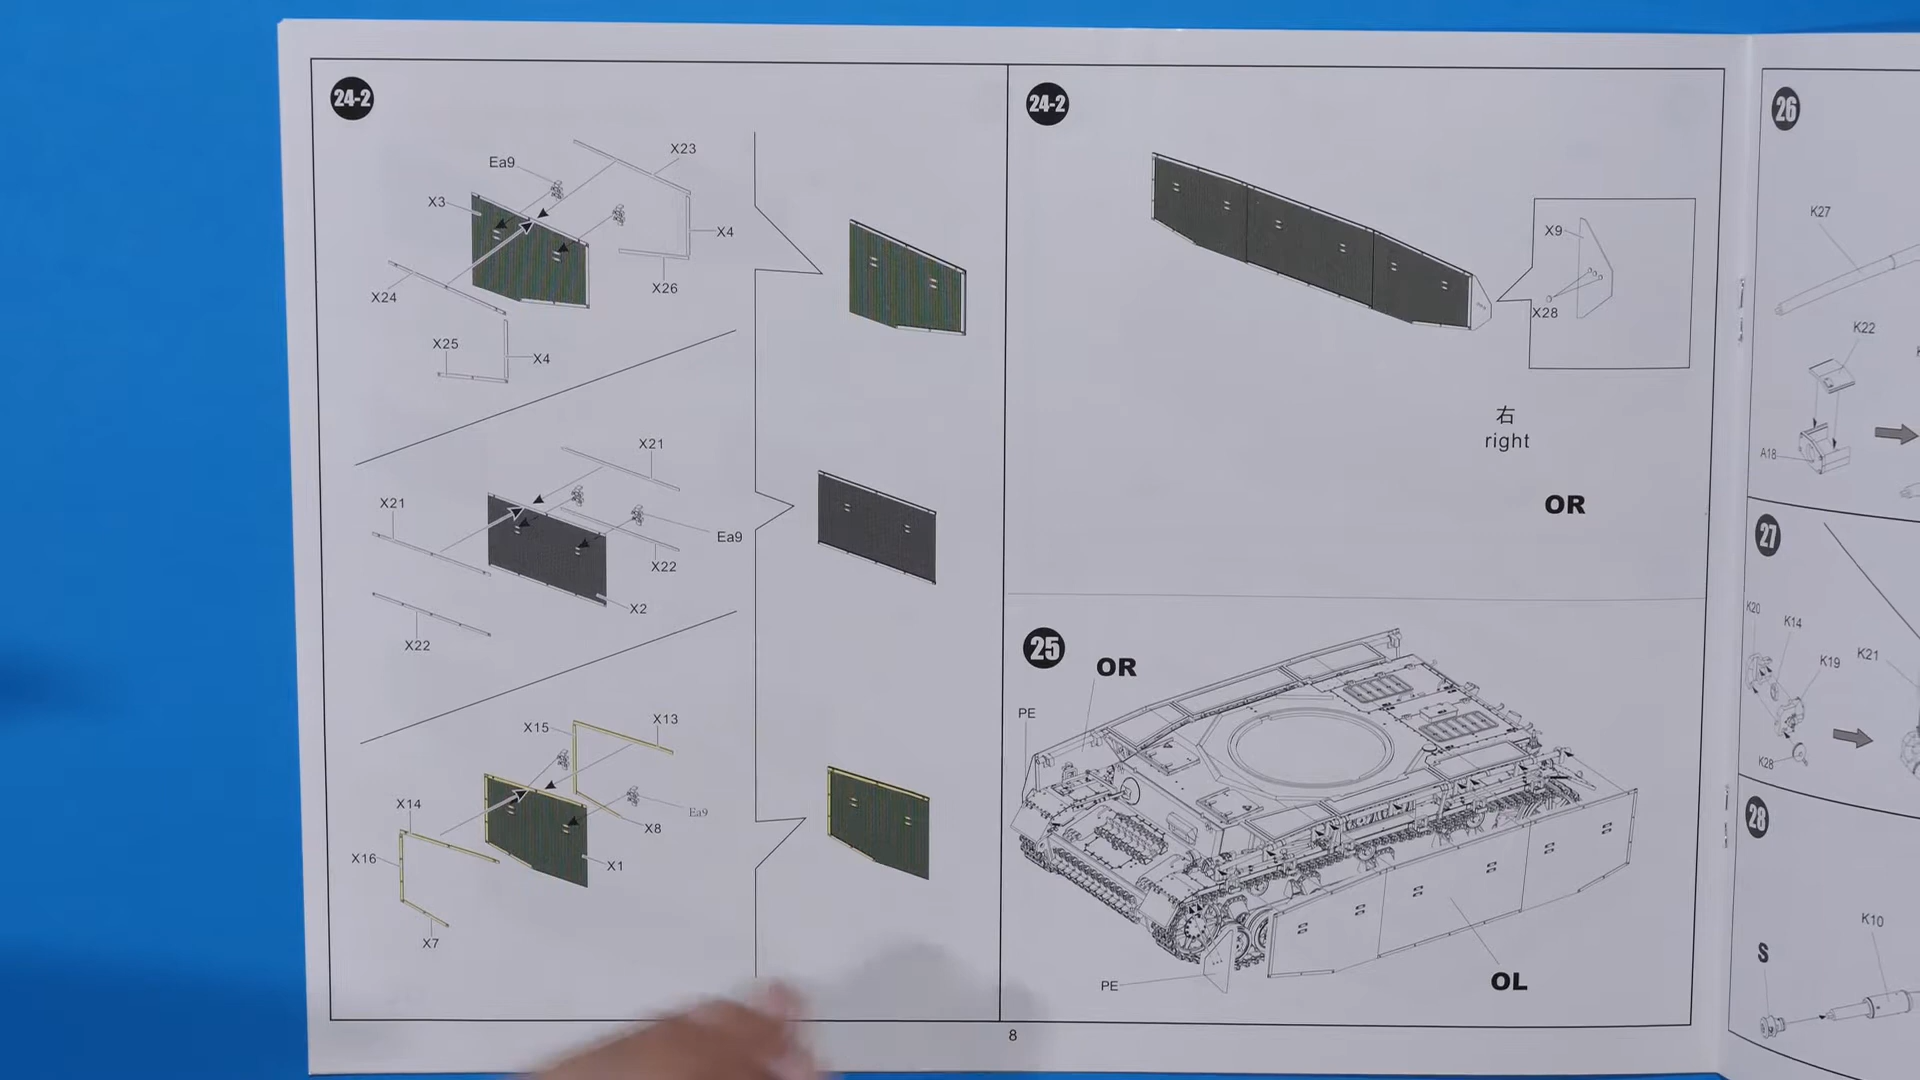 24-2
X23
Ea9
X3
X4
X26
X24
X25
X4
X21
X21
Ea9
X22
X2
X22
X13
X15
X14
Ea9
X8
X16
X1
X7
24-2
X9
X28
右
right
OR
25
OR
PE
PE
OL
8
26
K27
K22
A18
27
K20
K14
K19
K21
K28
28
K10
S